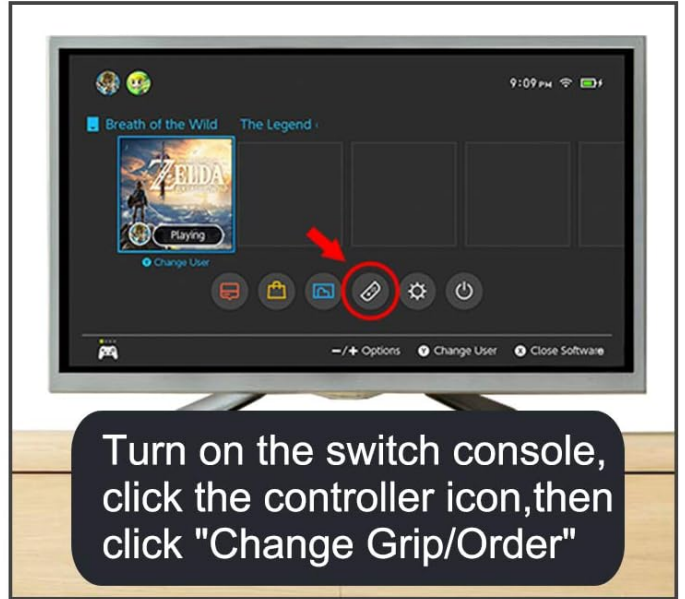 9:09 PM
Breath of the Wild The Legend
ZELDA
Playing
Y Change User
-/+ Options Y Change User X Close Software
Turn on the switch console,
click the controller icon,then
click "Change Grip/Order"